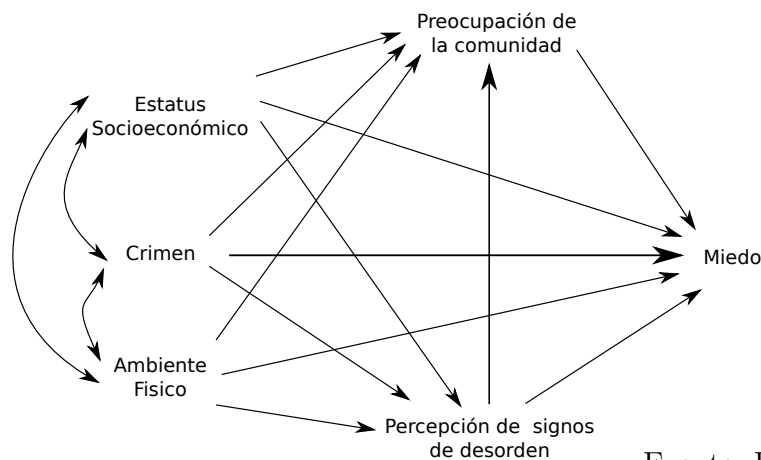 Preocupación de
la comunidad
Estatus
Socioeconómico
Crimen
Miedo
Ambiente
Fisico
Percepción de signos
de desorden